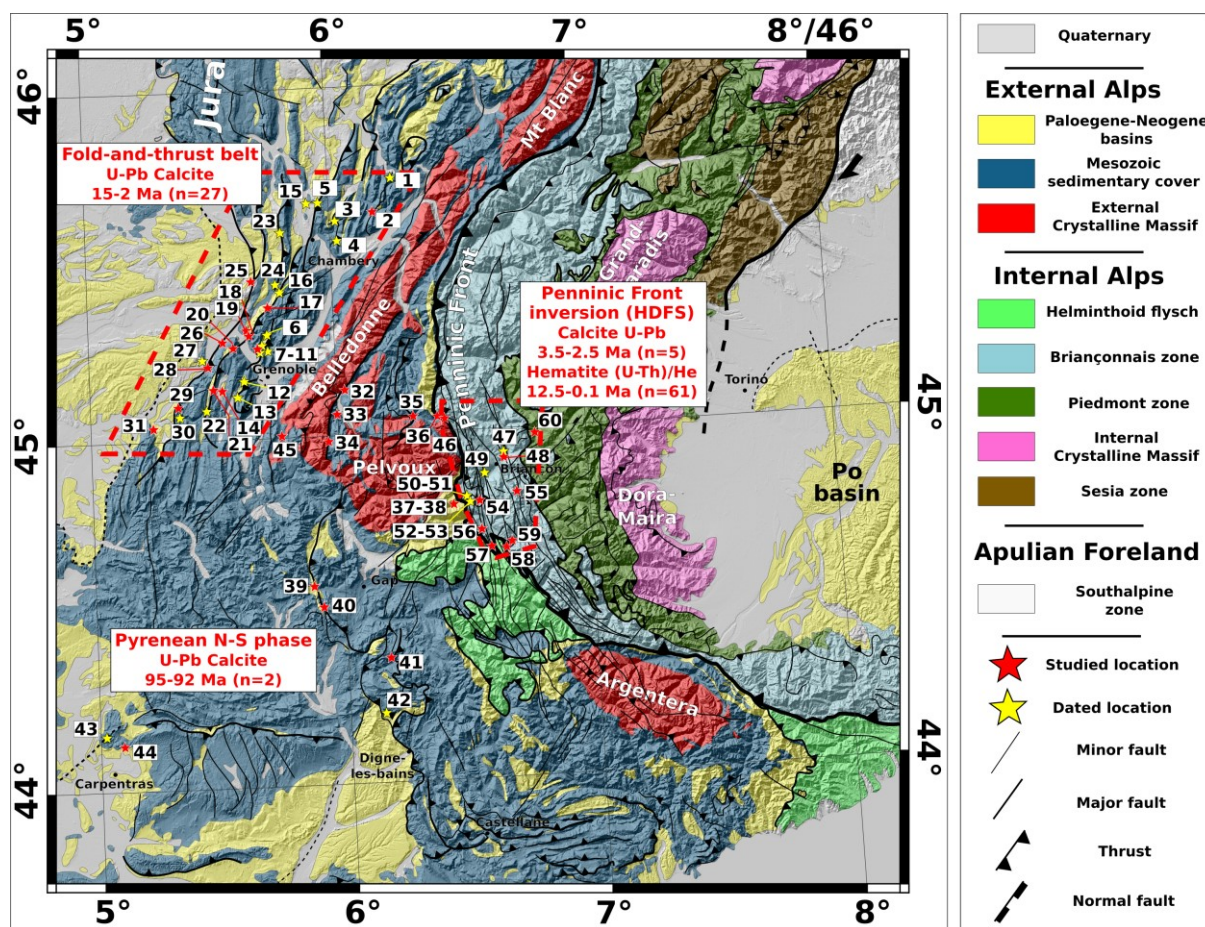 5°
6°
7°
8°/46°
46°
45°
44°
45°
44°
5°
6°
7°
8°
Jura
Mt Blanc
Fold-and-thrust belt
U-Pb Calcite
15-2 Ma (n=27)
15
5
1
3
2
23
4
Chambery
Grand-
Paradis
25
24
16
18
17
19
20
6
26
27
7-11
28
Grenoble
12
29
13
31
30
22
14
21
45
Belledonne
Penninic Front
Penninic Front
inversion (HDFS)
Calcite U-Pb
3.5-2.5 Ma (n=5)
Hematite (U-Th)/He
12.5-0.1 Ma (n=61)
Torino
32
33
35
34
36
46
60
47
48
49
Briancon
Pelvoux
50-51
55
37-38
54
52-53
56
59
57
58
Dora-
Maira
Po
basin
39
Gap
40
Pyrenean N-S phase
U-Pb Calcite
95-92 Ma (n=2)
41
42
Argentera
43
44
Carpentras
Digne-
les-bains
Castellane
Quaternary
External Alps
Paloegene-Neogene
basins
Mesozoic
sedimentary cover
External
Crystalline Massif
Internal Alps
Helminthoid flysch
Briançonnais zone
Piedmont zone
Internal
Crystalline Massif
Sesia zone
Apulian Foreland
Southalpine
zone
Studied location
Dated location
Minor fault
Major fault
Thrust
Normal fault